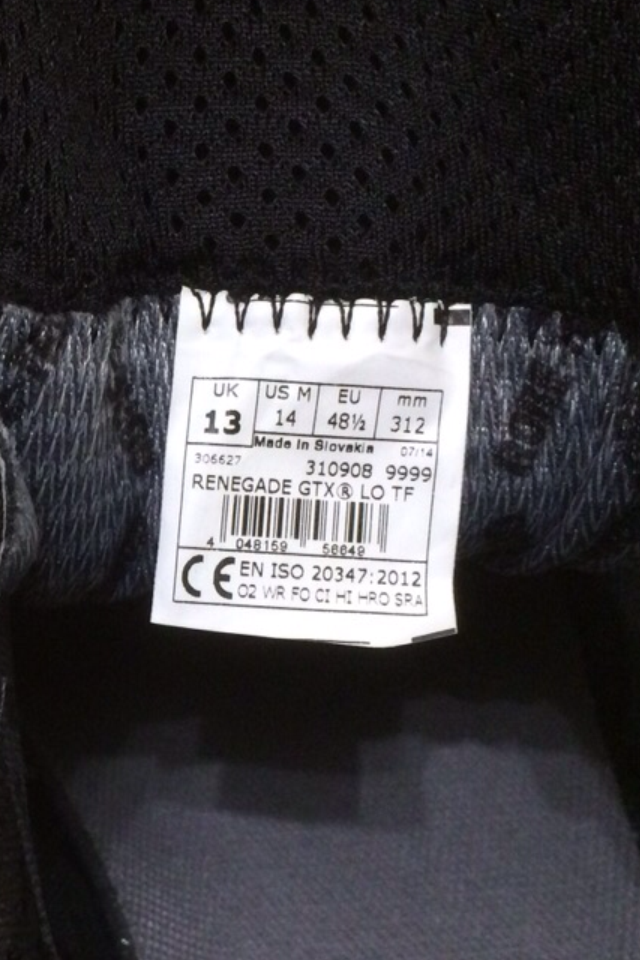 UK US M EU mm
13 14 48½ 312
Made In Slovakia 07/14
306627
310908 9999
RENEGADE GTX® LO TF
4 048159 56649
CE EN ISO 20347:2012
O2 WR FO CI HI HRO SRA